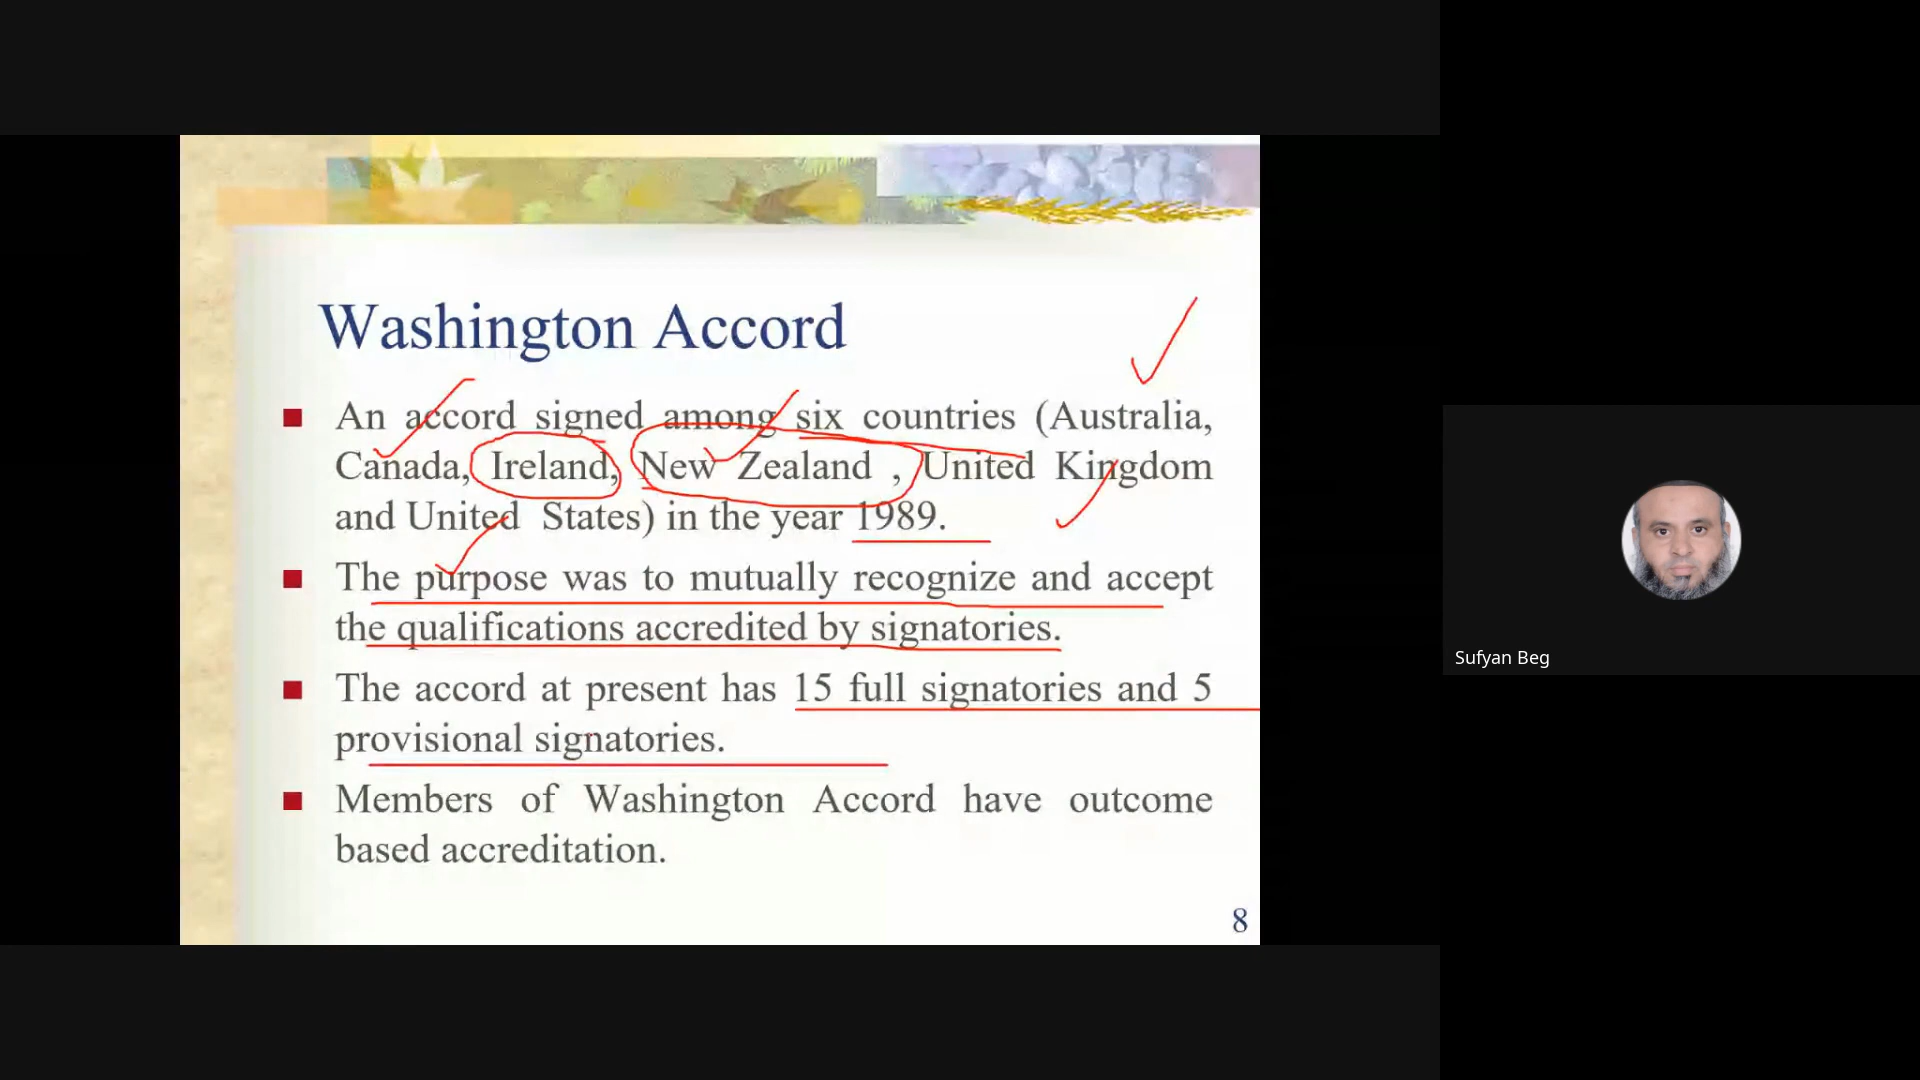 Washington Accord
An accord signed among six countries (Australia,
Canada, Ireland, New Zealand , United Kingdom
and United States) in the year 1989.
The purpose was to mutually recognize and accept
the qualifications accredited by signatories.
The accord at present has 15 full signatories and 5
provisional signatories.
Members of Washington Accord have outcome
based accreditation.
8
Sufyan Beg